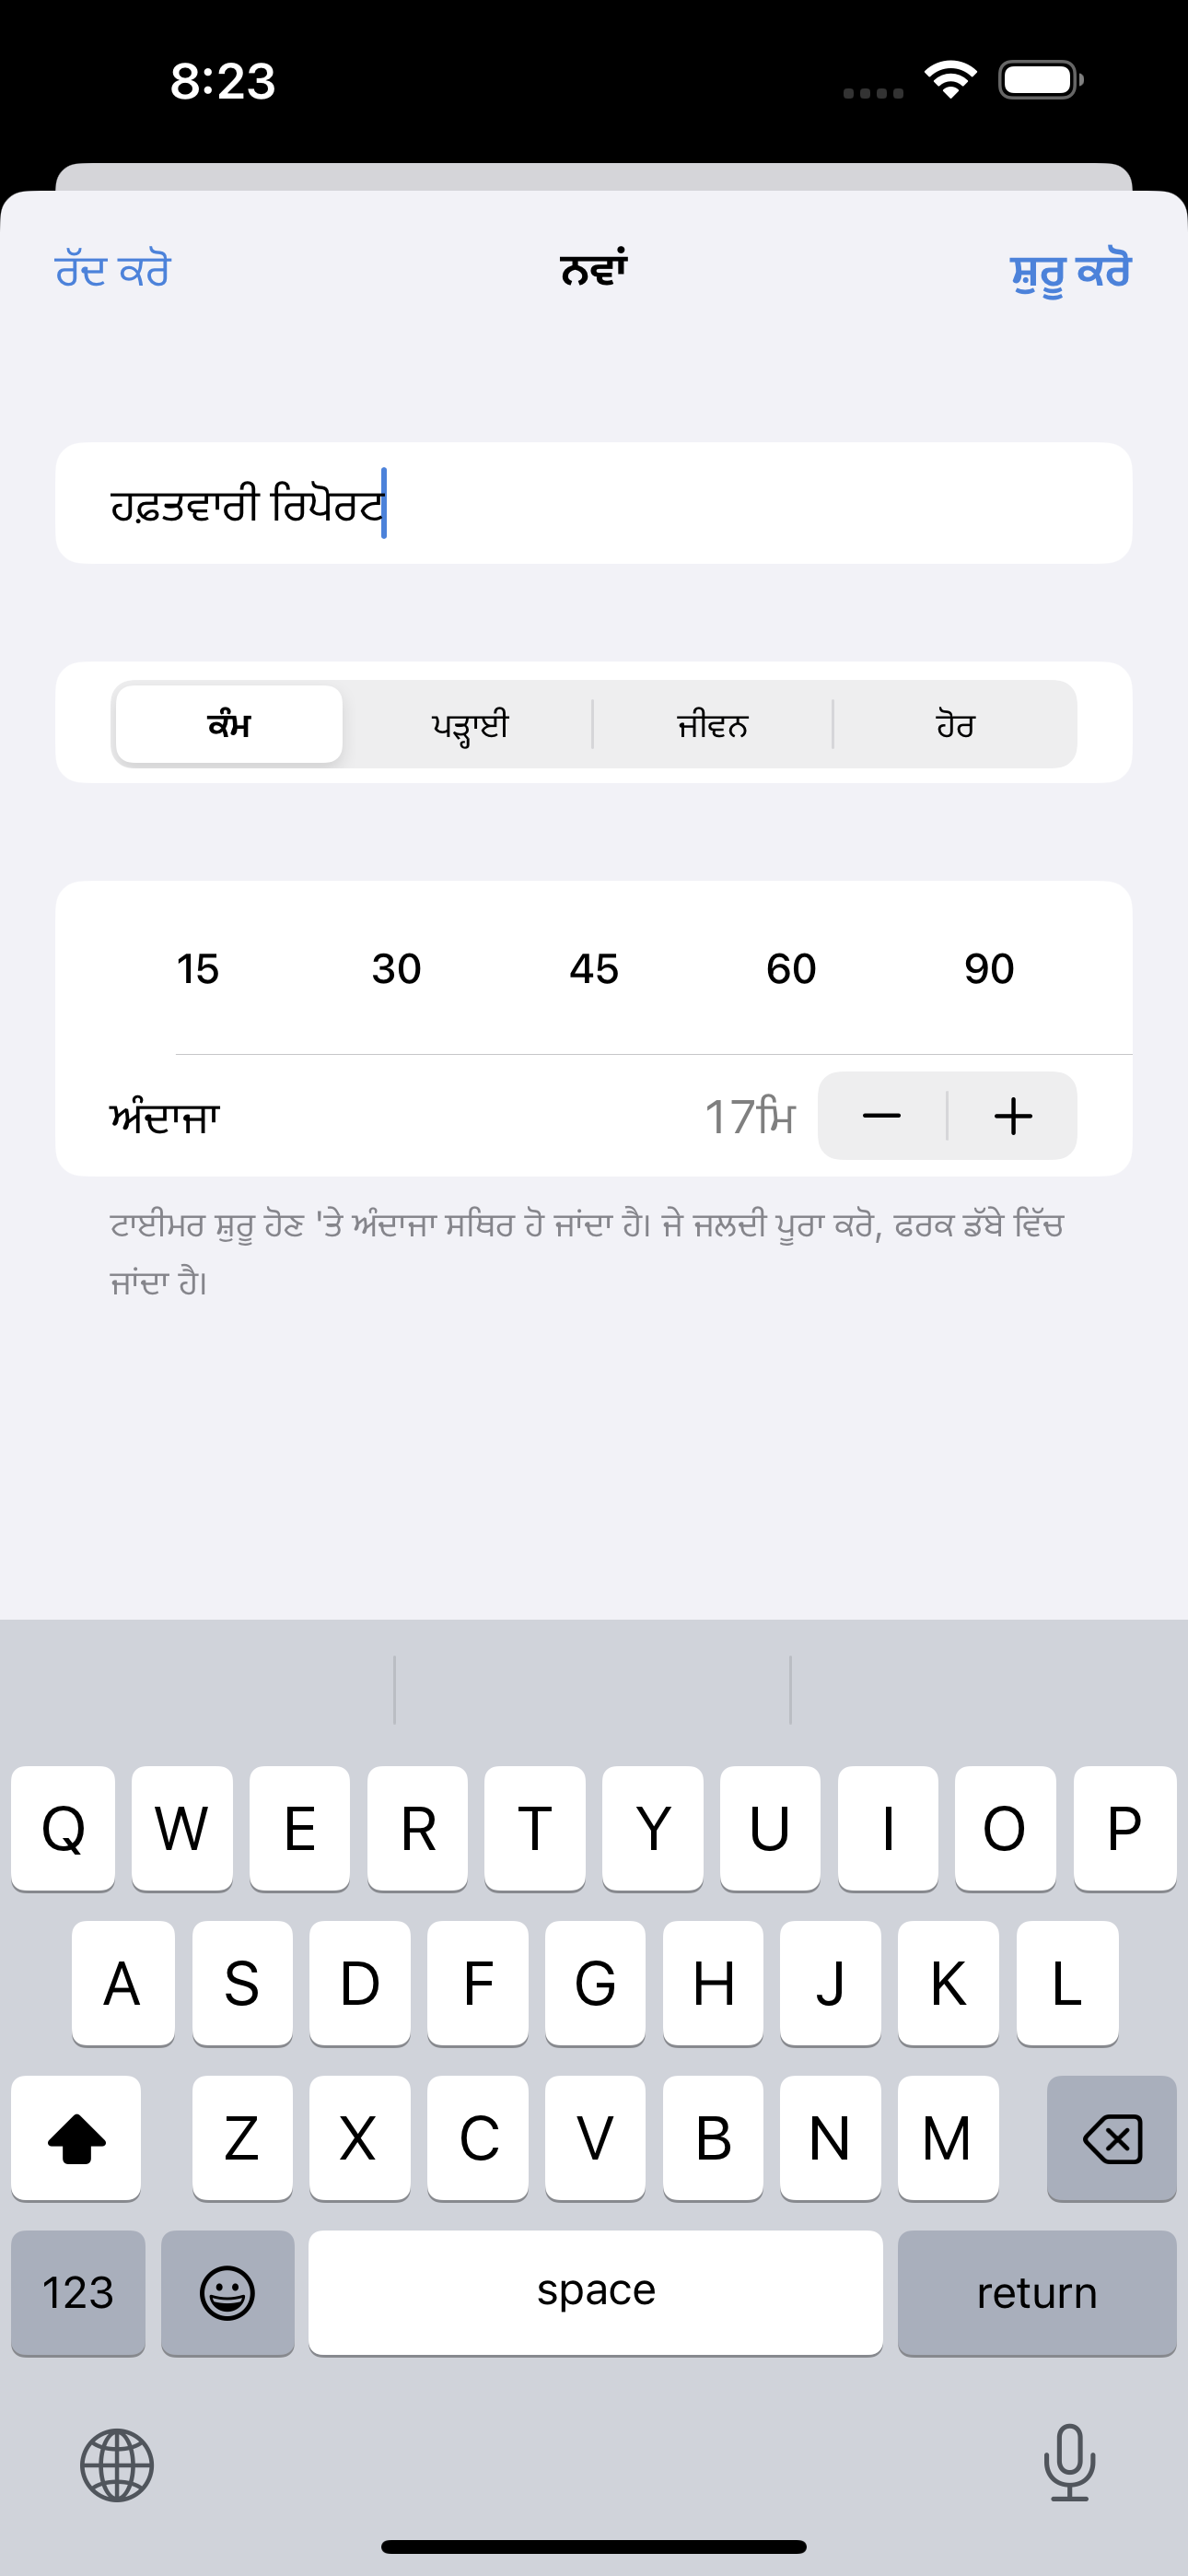 8:23
ਰੱਦ ਕਰੋ ਨਵਾਂ ਸ਼ੁਰੂ ਕਰੋ
ਹਫ਼ਤਵਾਰੀ ਰਿਪੋਰਟ
ਕੰਮ ਪੜ੍ਹਾਈ ਜੀਵਨ ਹੋਰ
15 30 45 60 90
ਅੰਦਾਜਾ 17ਮਿ
ਟਾਈਮਰ ਸ਼ੁਰੂ ਹੋਣ 'ਤੇ ਅੰਦਾਜਾ ਸਥਿਰ ਹੋ ਜਾਂਦਾ ਹੈ। ਜੇ ਜਲਦੀ ਪੂਰਾ ਕਰੋ, ਫਰਕ ਡੱਬੇ ਵਿੱਚ
ਜਾਂਦਾ ਹੈ।
Q W E R T Y U I O P
A S D F G H J K L
Z X C V B N M
123 space return